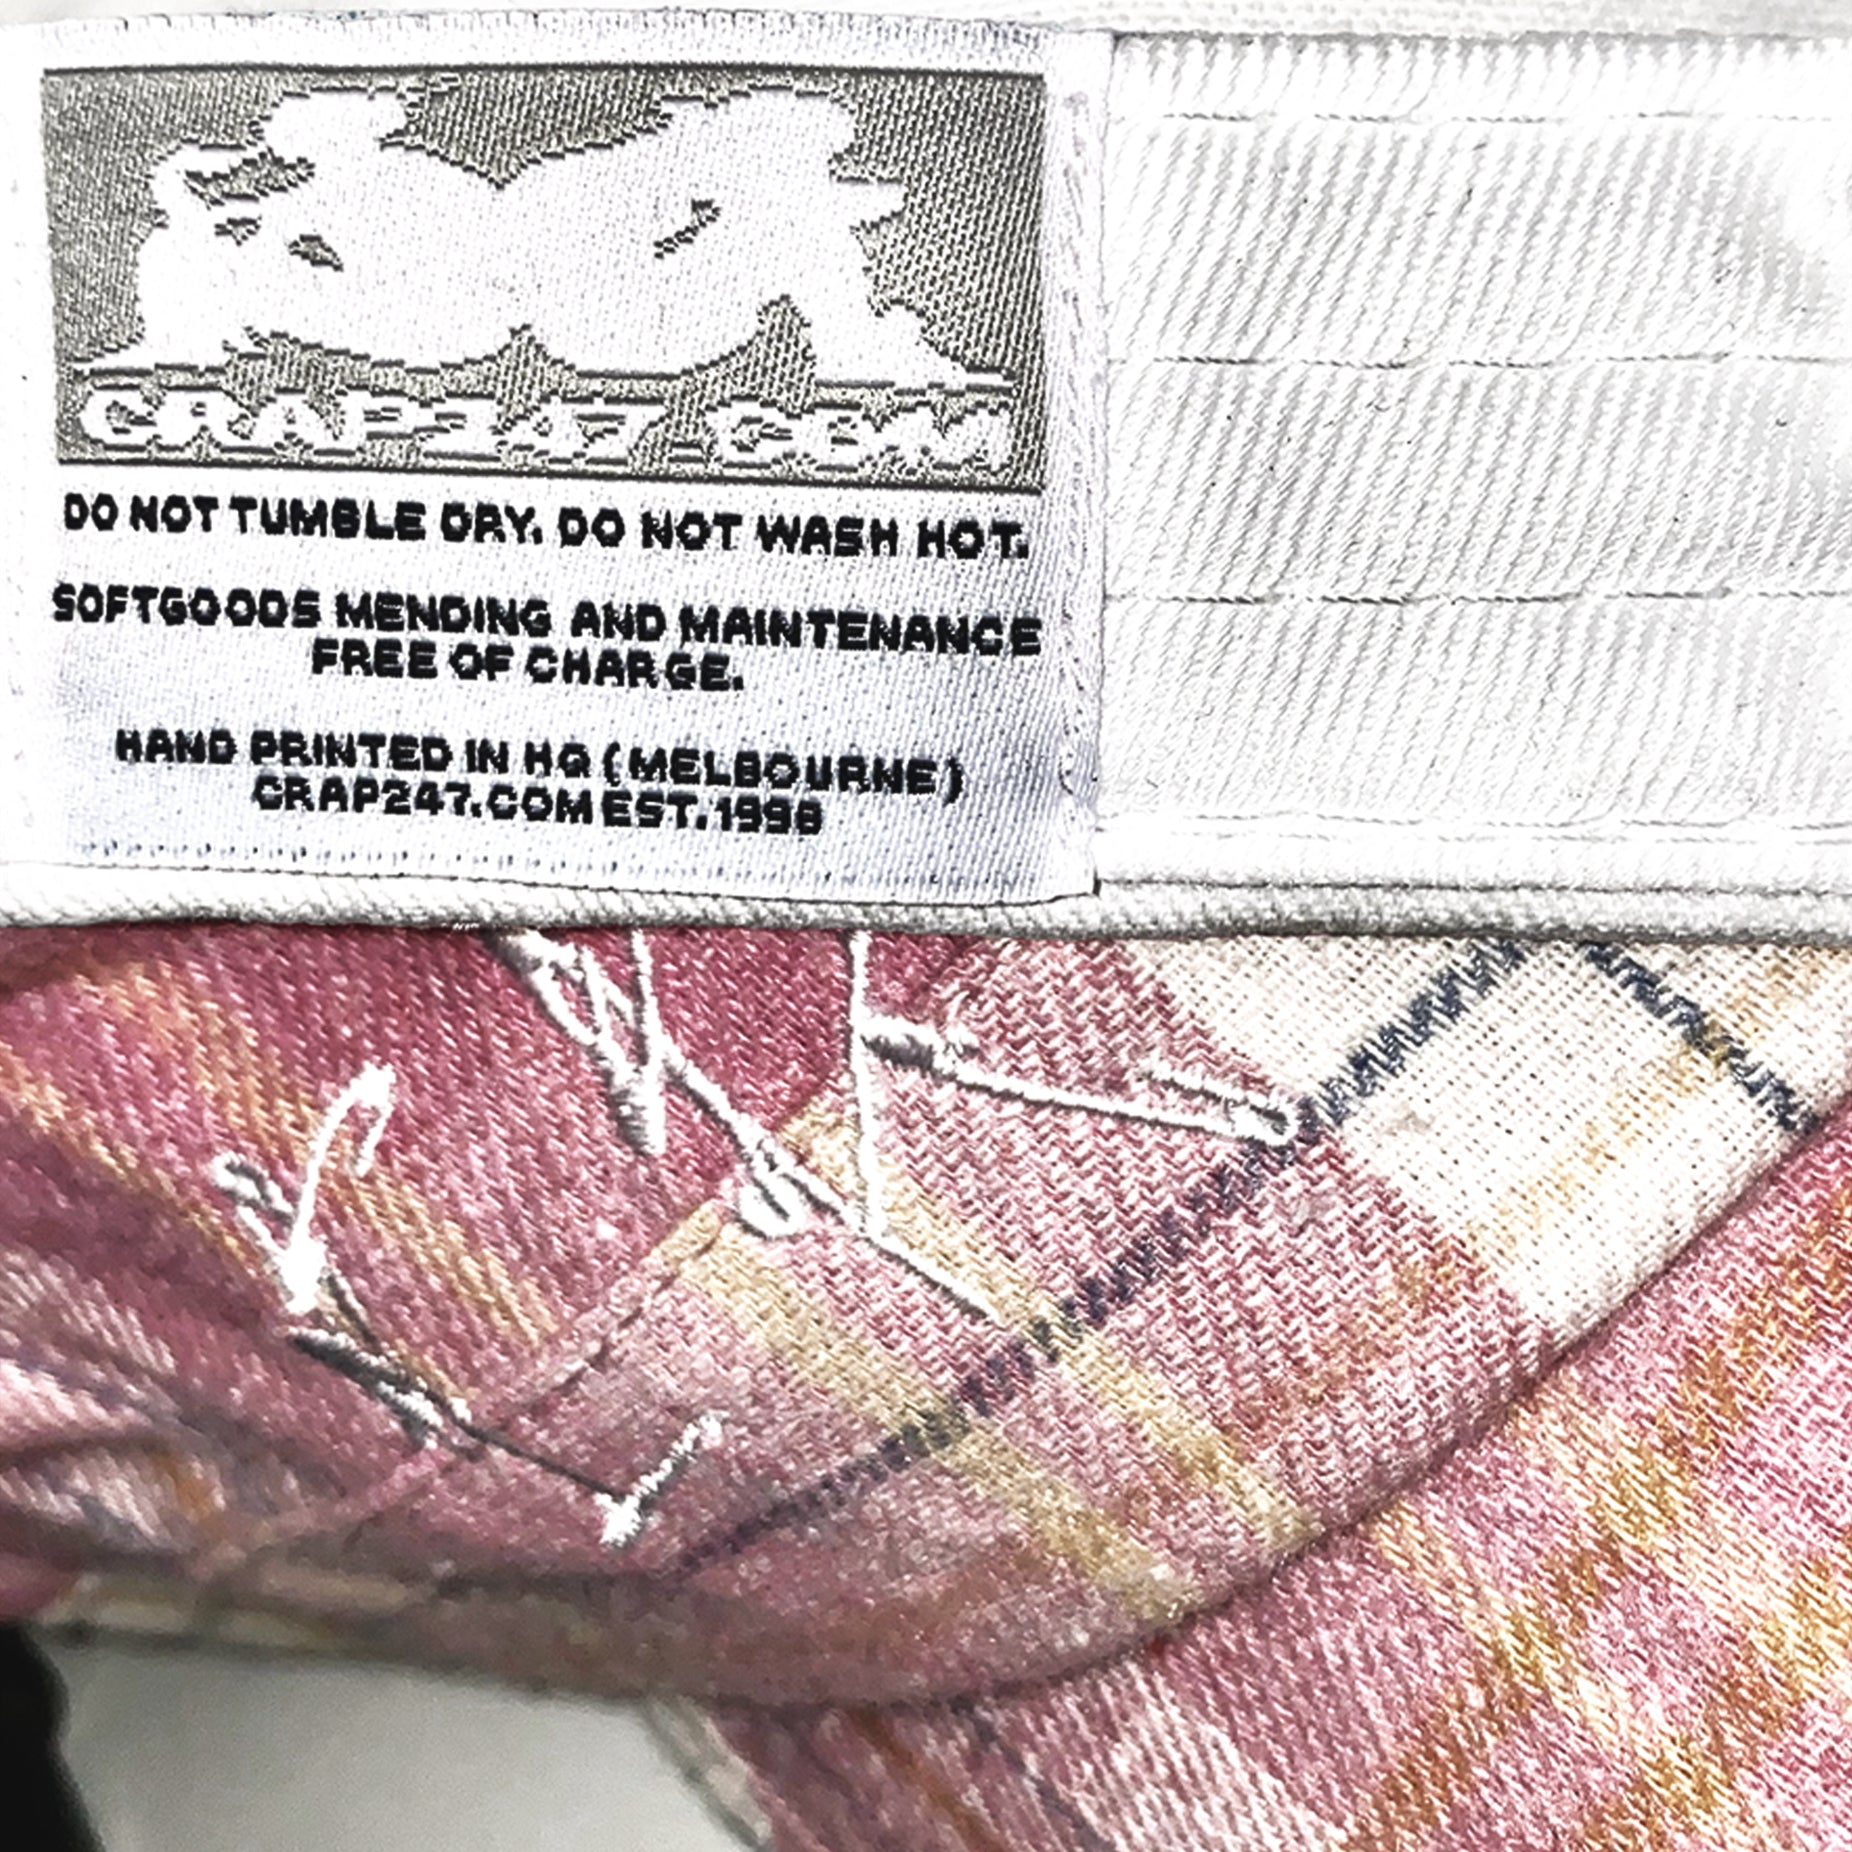 CRAP247.COM
DO NOT TUMBLE DRY. DO NOT WASH HOT.
SOFTGOODS MENDING AND MAINTENANCE
FREE OF CHARGE.
HAND PRINTED IN HQ (MELBOURNE)
CRAP247.COM EST.1998